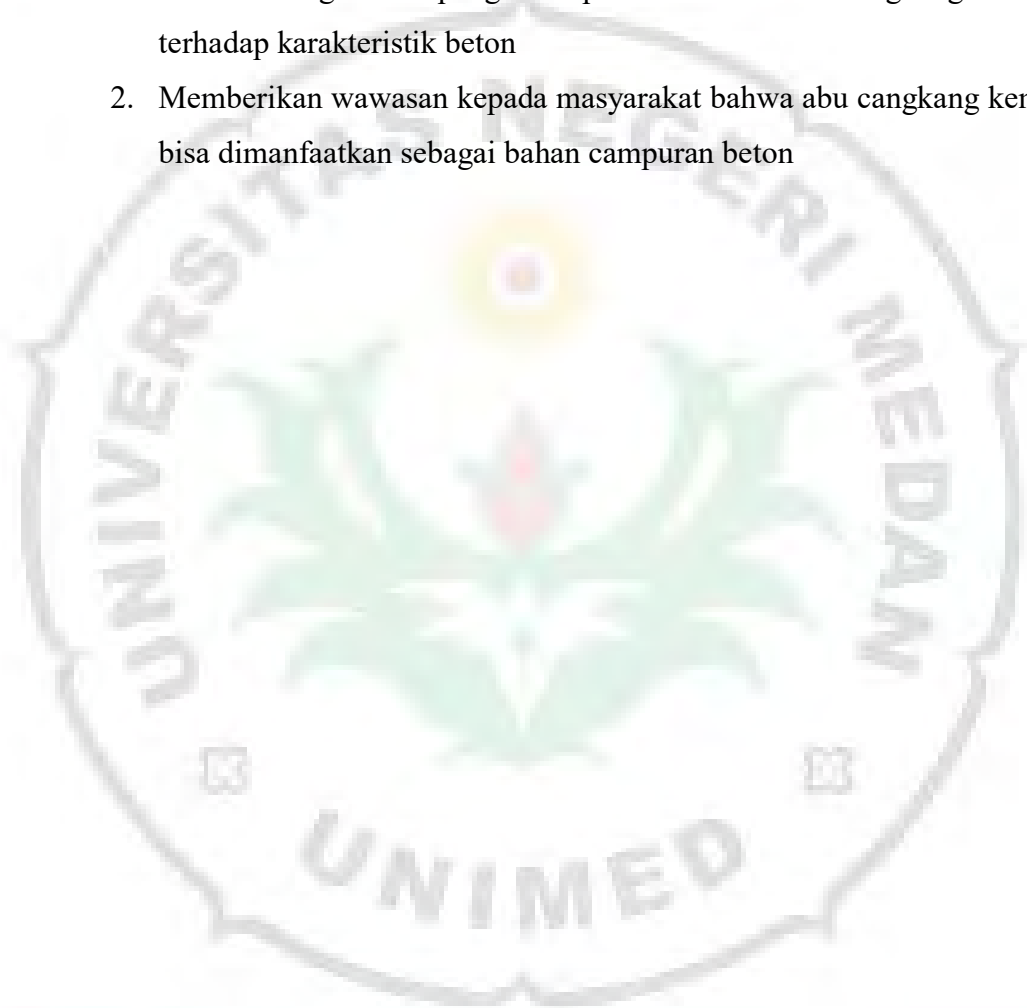 terhadap karakteristik beton
2. Memberikan wawasan kepada masyarakat bahwa abu cangkang
bisa dimanfaatkan sebagai bahan campuran beton
UNIVERSITAS NEGERI MEDAN
UNIMED